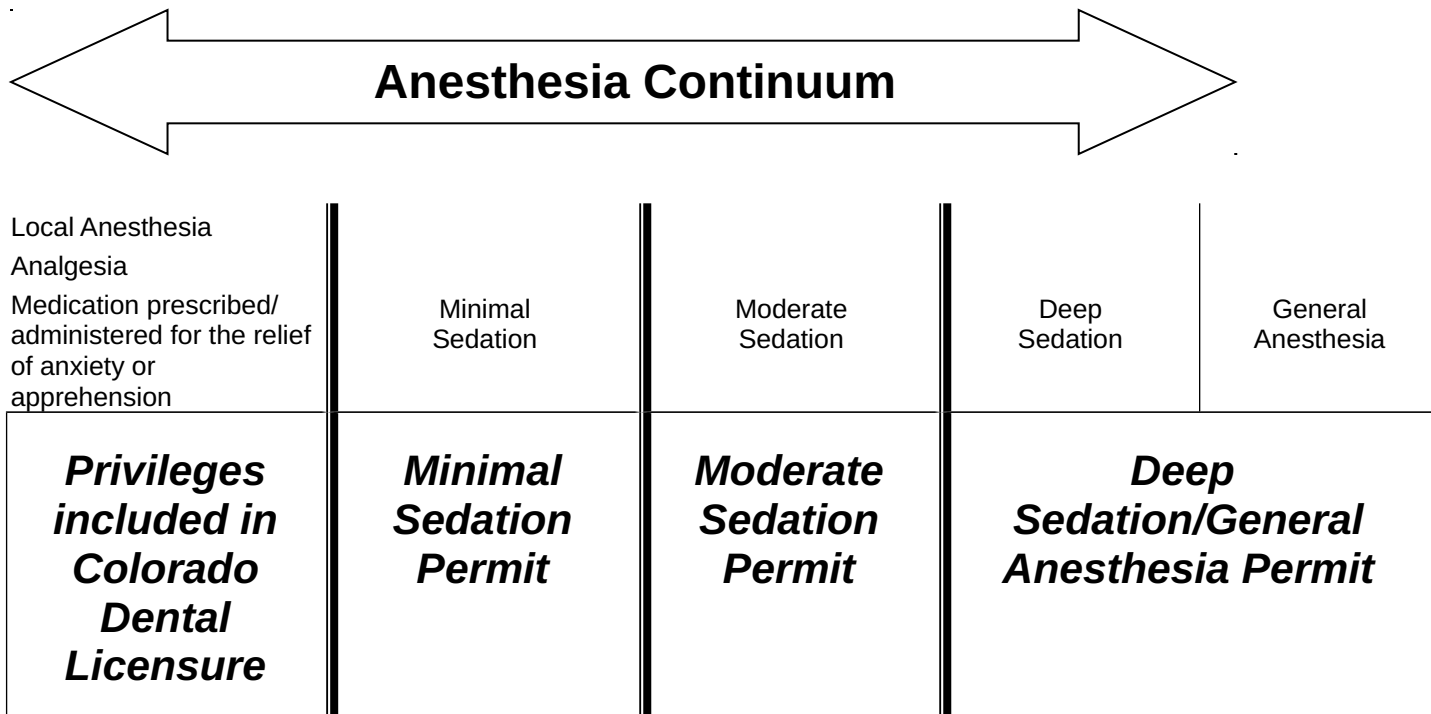 Anesthesia Continuum
Local Anesthesia
Analgesia
Medication prescribed/
administered for the relief
of anxiety or
apprehension
Minimal
Sedation
Moderate
Sedation
Deep
Sedation
General
Anesthesia
Privileges
included in
Colorado
Dental
Licensure
Minimal
Sedation
Permit
Moderate
Sedation
Permit
Deep
Sedation/General
Anesthesia Permit